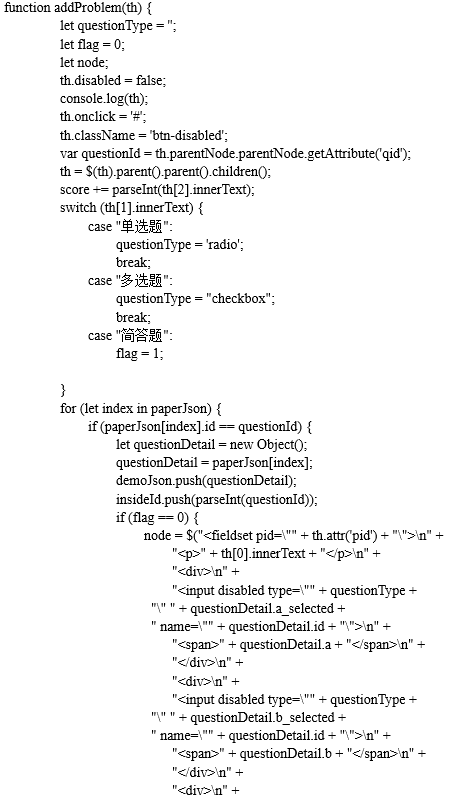 function addProblem(th) {
let questionType = '';
let flag = 0;
let node;
th.disabled = false;
console.log(th);
th.onclick = '#';
th.className = 'btn-disabled';
var questionId = th.parentNode.parentNode.getAttribute('qid');
th = $(th).parent().parent().children();
score += parseInt(th[2].innerText);
switch (th[1].innerText) {
case "单选题":
questionType = 'radio';
break;
case "多选题":
questionType = "checkbox";
break;
case "简答题":
flag = 1;
}
for (let index in paperJson) {
if (paperJson[index].id == questionId) {
let questionDetail = new Object();
questionDetail = paperJson[index];
demoJson.push(questionDetail);
insideId.push(parseInt(questionId));
if (flag == 0) {
node = $("<fieldset pid=\"" + th.attr('pid') + "\">\n" +
"<p>" + th[0].innerText + "</p>\n" +
"<div>\n" +
"<input disabled type=\"" + questionType +
"\" " + questionDetail.a_selected +
" name=\"" + questionDetail.id + "\">\n" +
"<span>" + questionDetail.a + "</span>\n" +
"</div>\n" +
"<div>\n" +
"<input disabled type=\"" + questionType +
"\" " + questionDetail.b_selected +
" name=\"" + questionDetail.id + "\">\n" +
"<span>" + questionDetail.b + "</span>\n" +
"</div>\n" +
"<div>\n" +